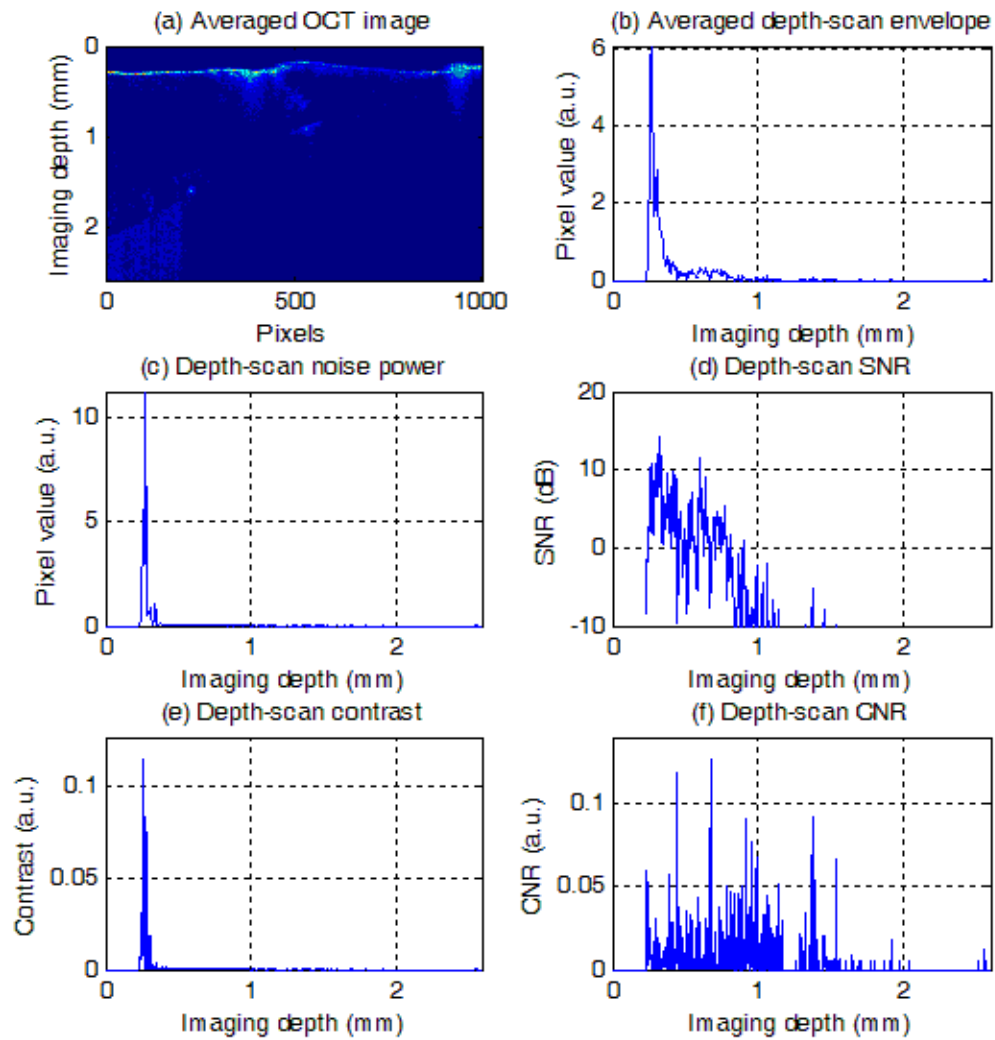 (a) Averaged OCT image
0
1
2
Imaging depth (mm)
0 500 1000
Pixels
(b) Averaged depth-scan envelope
6
4
2
0
Pixel value (a.u.)
0 1 2
Imaging depth (mm)
(c) Depth-scan noise power
10
5
0
Pixel value (a.u.)
0 1 2
Imaging depth (mm)
(d) Depth-scan SNR
20
10
0
-10
SNR (dB)
0 1 2
Imaging depth (mm)
(e) Depth-scan contrast
0.1
0.05
0
Contrast (a.u.)
0 1 2
Imaging depth (mm)
(f) Depth-scan CNR
0.1
0.05
0
CNR (a.u.)
0 1 2
Imaging depth (mm)